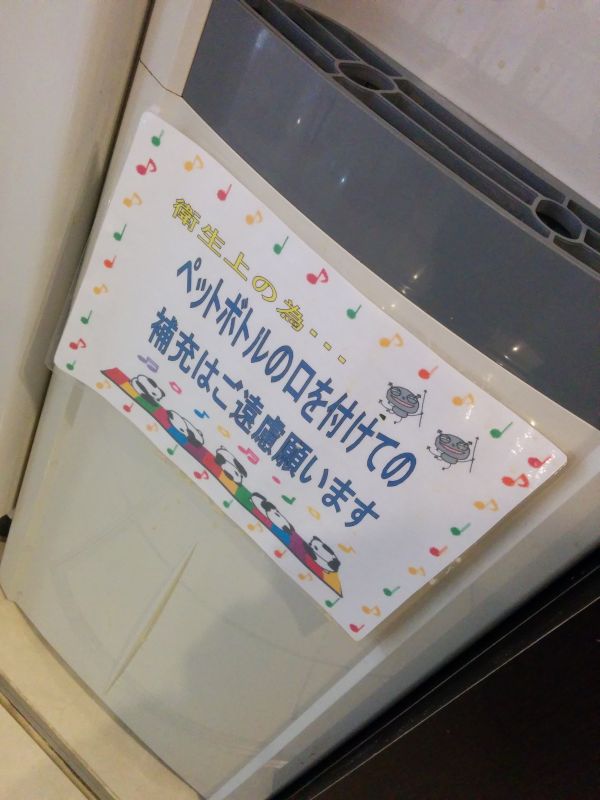 衛生上の為・・・
ペットボトルの口を付けての
補充はご遠慮願います